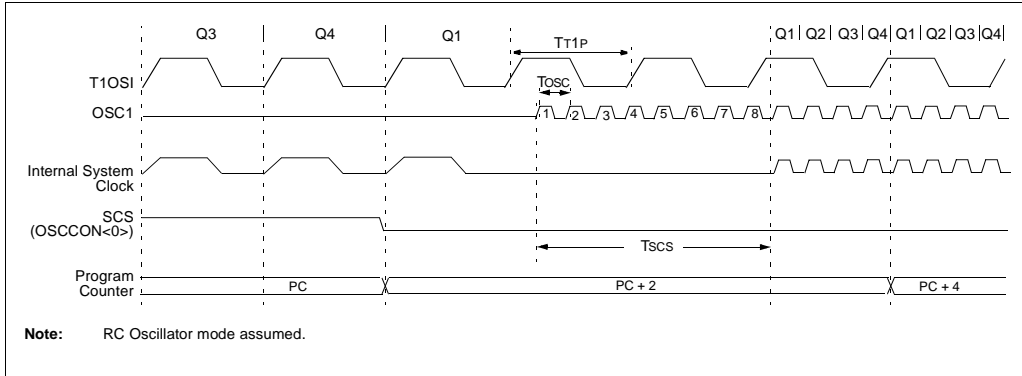 Q3 Q4 Q1 Q1 Q2 Q3 Q4 Q1 Q2 Q3 Q4
TT1P
T1OSI
TOSC
OSC1
1 2 3 4 5 6 7 8
Internal System
Clock
SCS
(OSCCON<0>)
TSCS
Program
Counter
PC PC + 2 PC + 4
Note: RC Oscillator mode assumed.